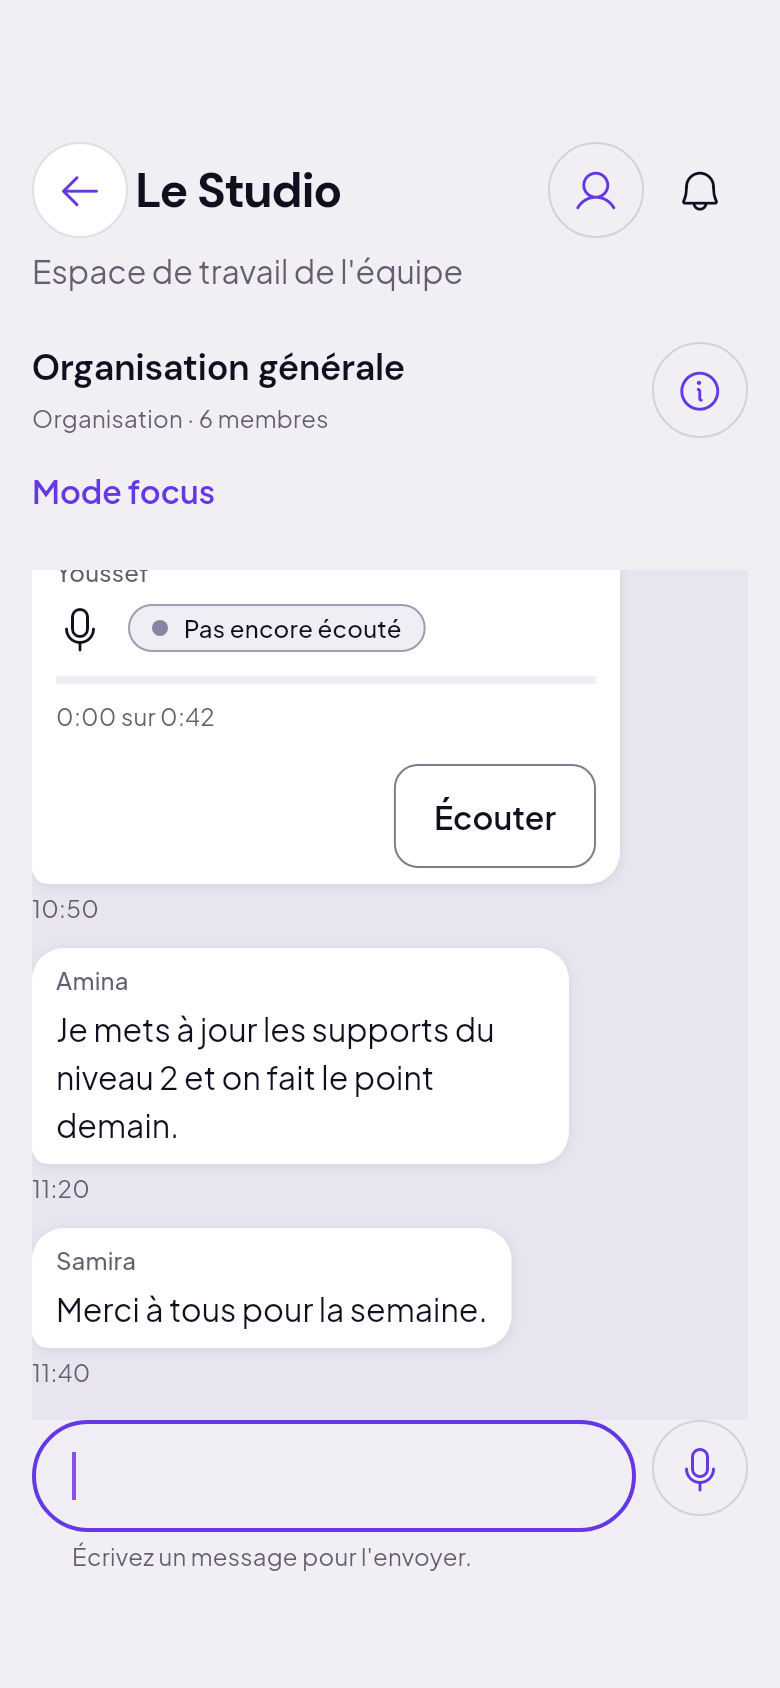 Le Studio
Espace de travail de l'équipe
Organisation générale
Organisation · 6 membres
Mode focus
Youssef
Pas encore écouté
0:00 sur 0:42
Écouter
10:50
Amina
Je mets à jour les supports du
niveau 2 et on fait le point
demain.
11:20
Samira
Merci à tous pour la semaine.
11:40
Écrivez un message pour l'envoyer.